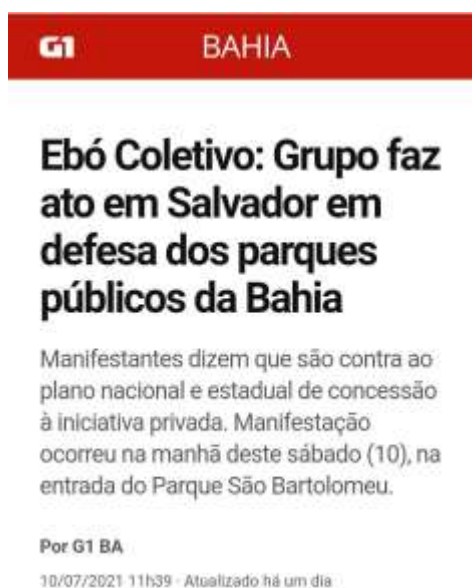 G1 BAHIA
Ebó Coletivo: Grupo faz
ato em Salvador em
defesa dos parques
públicos da Bahia
Manifestantes dizem que são contra ao
plano nacional e estadual de concessão
à iniciativa privada. Manifestação
ocorreu na manhã deste sábado (10), na
entrada do Parque São Bartolomeu.
Por G1 BA
10/07/2021 11h39 · Atualizado há um dia